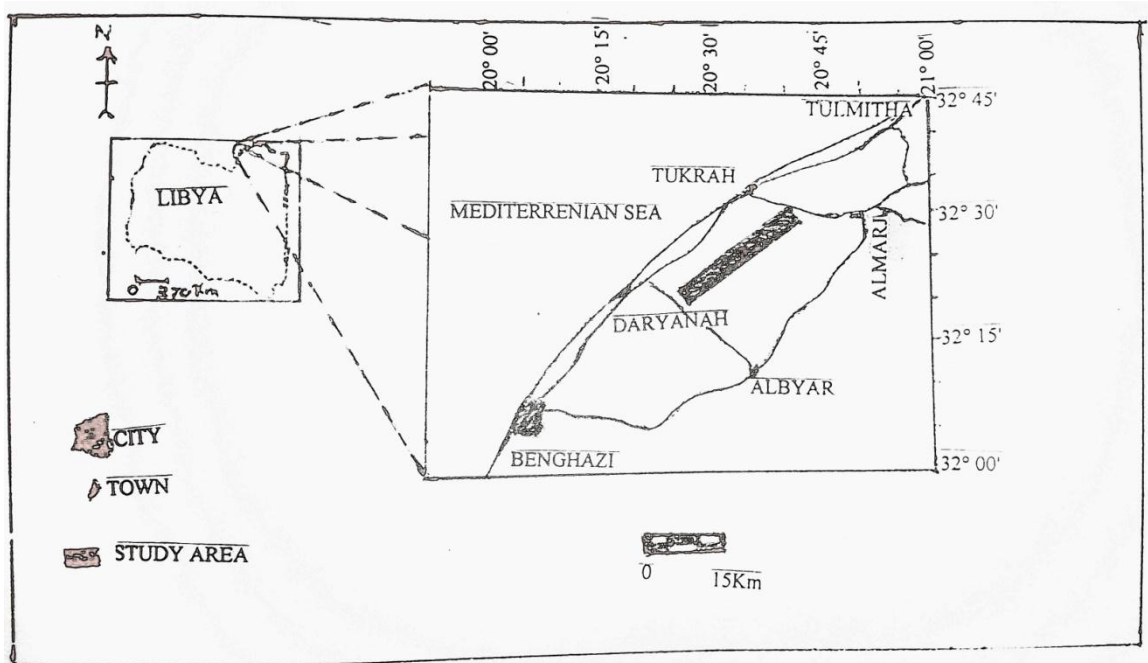 N
20° 00'
20° 15'
20° 30'
20° 45'
21° 00'
32° 45'
TULMITHA
TUKRAH
LIBYA
MEDITERRENIAN SEA
32° 30'
ALMARJ
0
370Km
DARYANAH
32° 15'
ALBYAR
CITY
BENGHAZI
32° 00'
TOWN
STUDY AREA
0 15Km